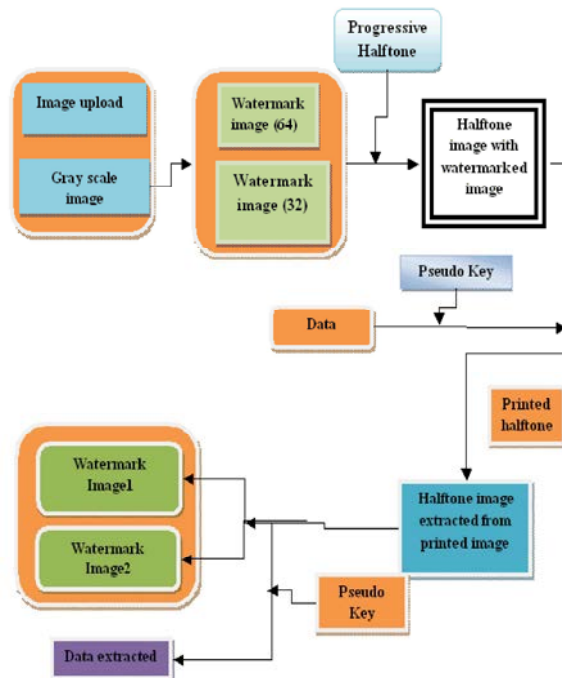 Progressive
Halftone
Image upload
Gray scale
image
Watermark
image (64)
Watermark
image (32)
Halftone
image with
watermarked
image
Pseudo Key
Data
Printed
halftone
Watermark
Image1
Watermark
Image2
Halftone image
extracted from
printed image
Pseudo
Key
Data extracted